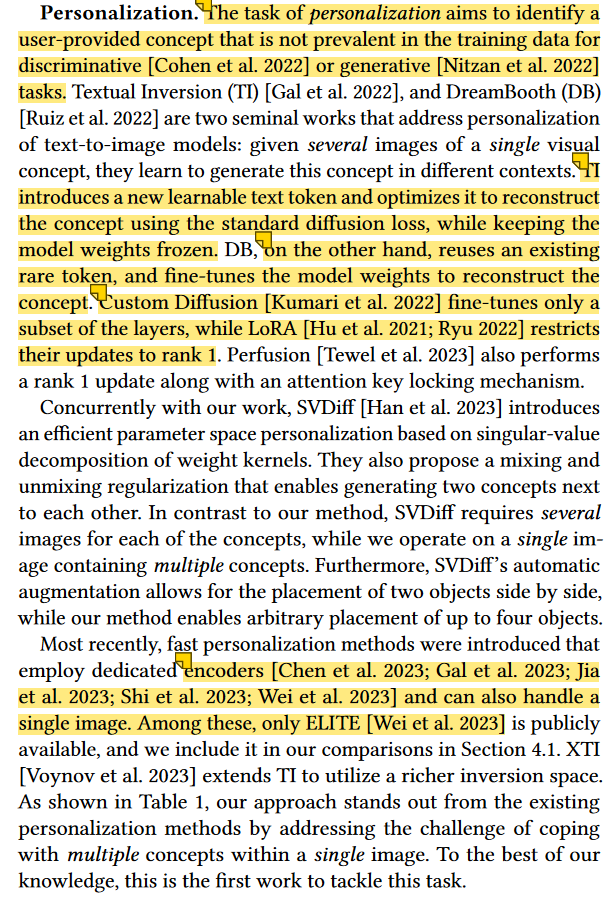 Personalization. The task of personalization aims to identify a
user-provided concept that is not prevalent in the training data for
discriminative [Cohen et al. 2022] or generative [Nitzan et al. 2022]
tasks. Textual Inversion (TI) [Gal et al. 2022], and DreamBooth (DB)
[Ruiz et al. 2022] are two seminal works that address personalization
of text-to-image models: given several images of a single visual
concept, they learn to generate this concept in different contexts. TI
introduces a new learnable text token and optimizes it to reconstruct
the concept using the standard diffusion loss, while keeping the
model weights frozen. DB, on the other hand, reuses an existing
rare token, and fine-tunes the model weights to reconstruct the
concept. Custom Diffusion [Kumari et al. 2022] fine-tunes only a
subset of the layers, while LoRA [Hu et al. 2021; Ryu 2022] restricts
their updates to rank 1. Perfusion [Tewel et al. 2023] also performs
a rank 1 update along with an attention key locking mechanism.
Concurrently with our work, SVDiff [Han et al. 2023] introduces
an efficient parameter space personalization based on singular-value
decomposition of weight kernels. They also propose a mixing and
unmixing regularization that enables generating two concepts next
to each other. In contrast to our method, SVDiff requires several
images for each of the concepts, while we operate on a single im-
age containing multiple concepts. Furthermore, SVDiff's automatic
augmentation allows for the placement of two objects side by side,
while our method enables arbitrary placement of up to four objects.
Most recently, fast personalization methods were introduced that
employ dedicated encoders [Chen et al. 2023; Gal et al. 2023; Jia
et al. 2023; Shi et al. 2023; Wei et al. 2023] and can also handle a
single image. Among these, only ELITE [Wei et al. 2023] is publicly
available, and we include it in our comparisons in Section 4.1. XTI
[Voynov et al. 2023] extends TI to utilize a richer inversion space.
As shown in Table 1, our approach stands out from the existing
personalization methods by addressing the challenge of coping
with multiple concepts within a single image. To the best of our
knowledge, this is the first work to tackle this task.